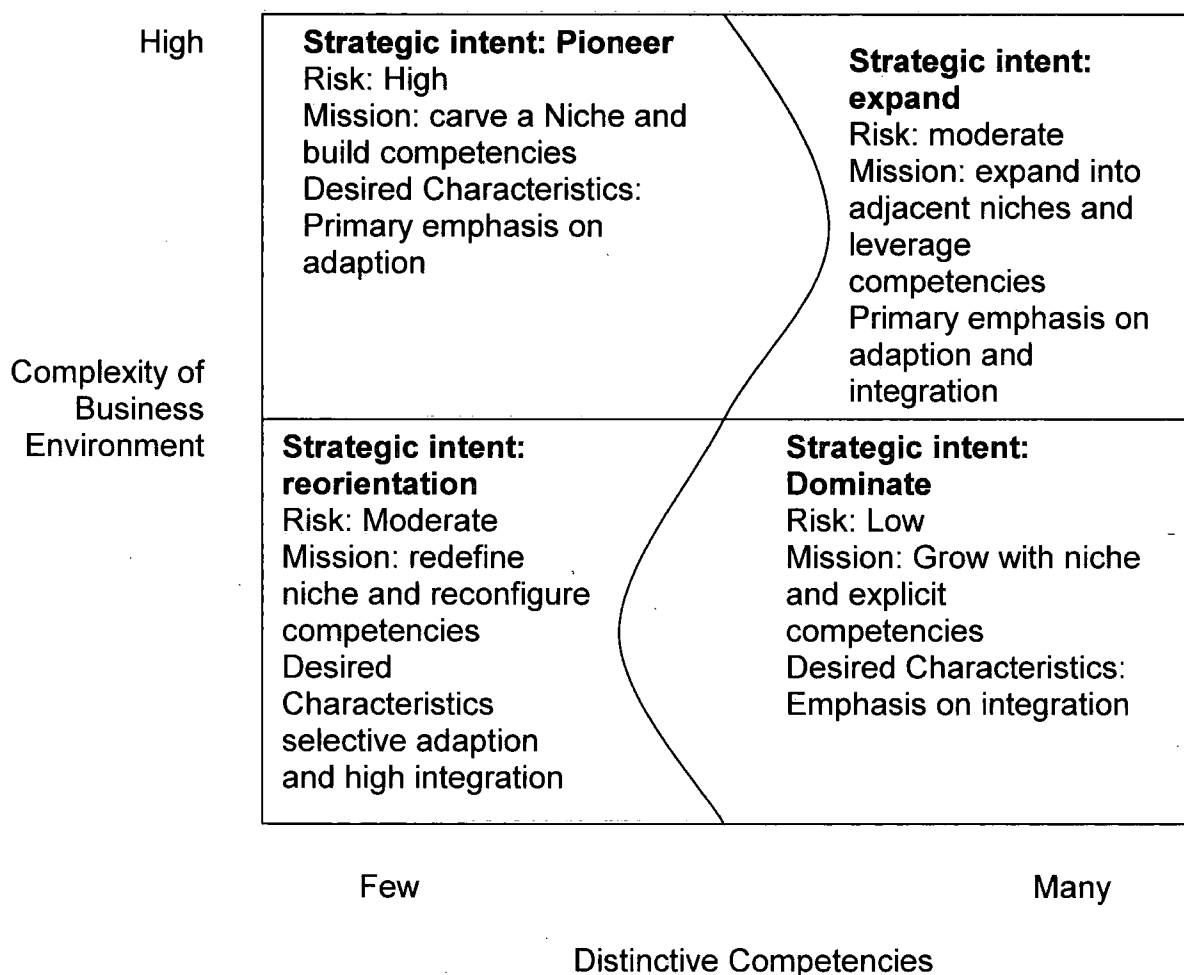 High
Strategic intent: Pioneer
Risk: High
Mission: carve a Niche and
build competencies
Desired Characteristics:
Primary emphasis on
adaption
Strategic intent:
expand
Risk: moderate
Mission: expand into
adjacent niches and
leverage
competencies
Primary emphasis on
adaption and
integration
Complexity of
Business
Environment
Strategic intent:
reorientation
Risk: Moderate
Mission: redefine
niche and reconfigure
competencies
Desired
Characteristics
selective adaption
and high integration
Strategic intent:
Dominate
Risk: Low
Mission: Grow with niche
and explicit
competencies
Desired Characteristics:
Emphasis on integration
Few
Many
Distinctive Competencies